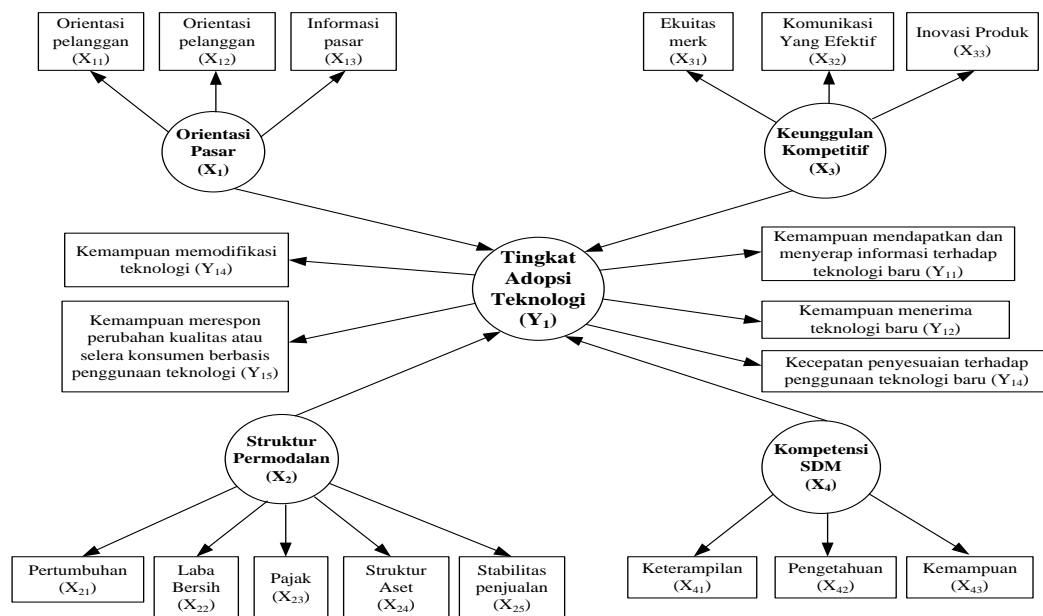 Orientasi
pelanggan
(X₁₁)
Orientasi
pelanggan
(X₁₂)
Informasi
pasar
(X₁₃)
Ekuitas
merk
(X₃₁)
Komunikasi
Yang Efektif
(X₃₂)
Inovasi Produk
(X₃₃)
Orientasi
Pasar
(X₁)
Keunggulan
Kompetitif
(X₃)
Kemampuan memodifikasi
teknologi (Y₁₄)
Tingkat
Adopsi
Teknologi
(Y₁)
Kemampuan mendapatkan dan
menyerap informasi terhadap
teknologi baru (Y₁₁)
Kemampuan merespon
perubahan kualitas atau
selera konsumen berbasis
penggunaan teknologi (Y₁₅)
Kemampuan menerima
teknologi baru (Y₁₂)
Kecepatan penyesuaian terhadap
penggunaan teknologi baru (Y₁₄)
Struktur
Permodalan
(X₂)
Kompetensi
SDM
(X₄)
Pertumbuhan
(X₂₁)
Laba
Bersih
(X₂₂)
Pajak
(X₂₃)
Struktur
Aset
(X₂₄)
Stabilitas
penjualan
(X₂₅)
Keterampilan
(X₄₁)
Pengetahuan
(X₄₂)
Kemampuan
(X₄₃)